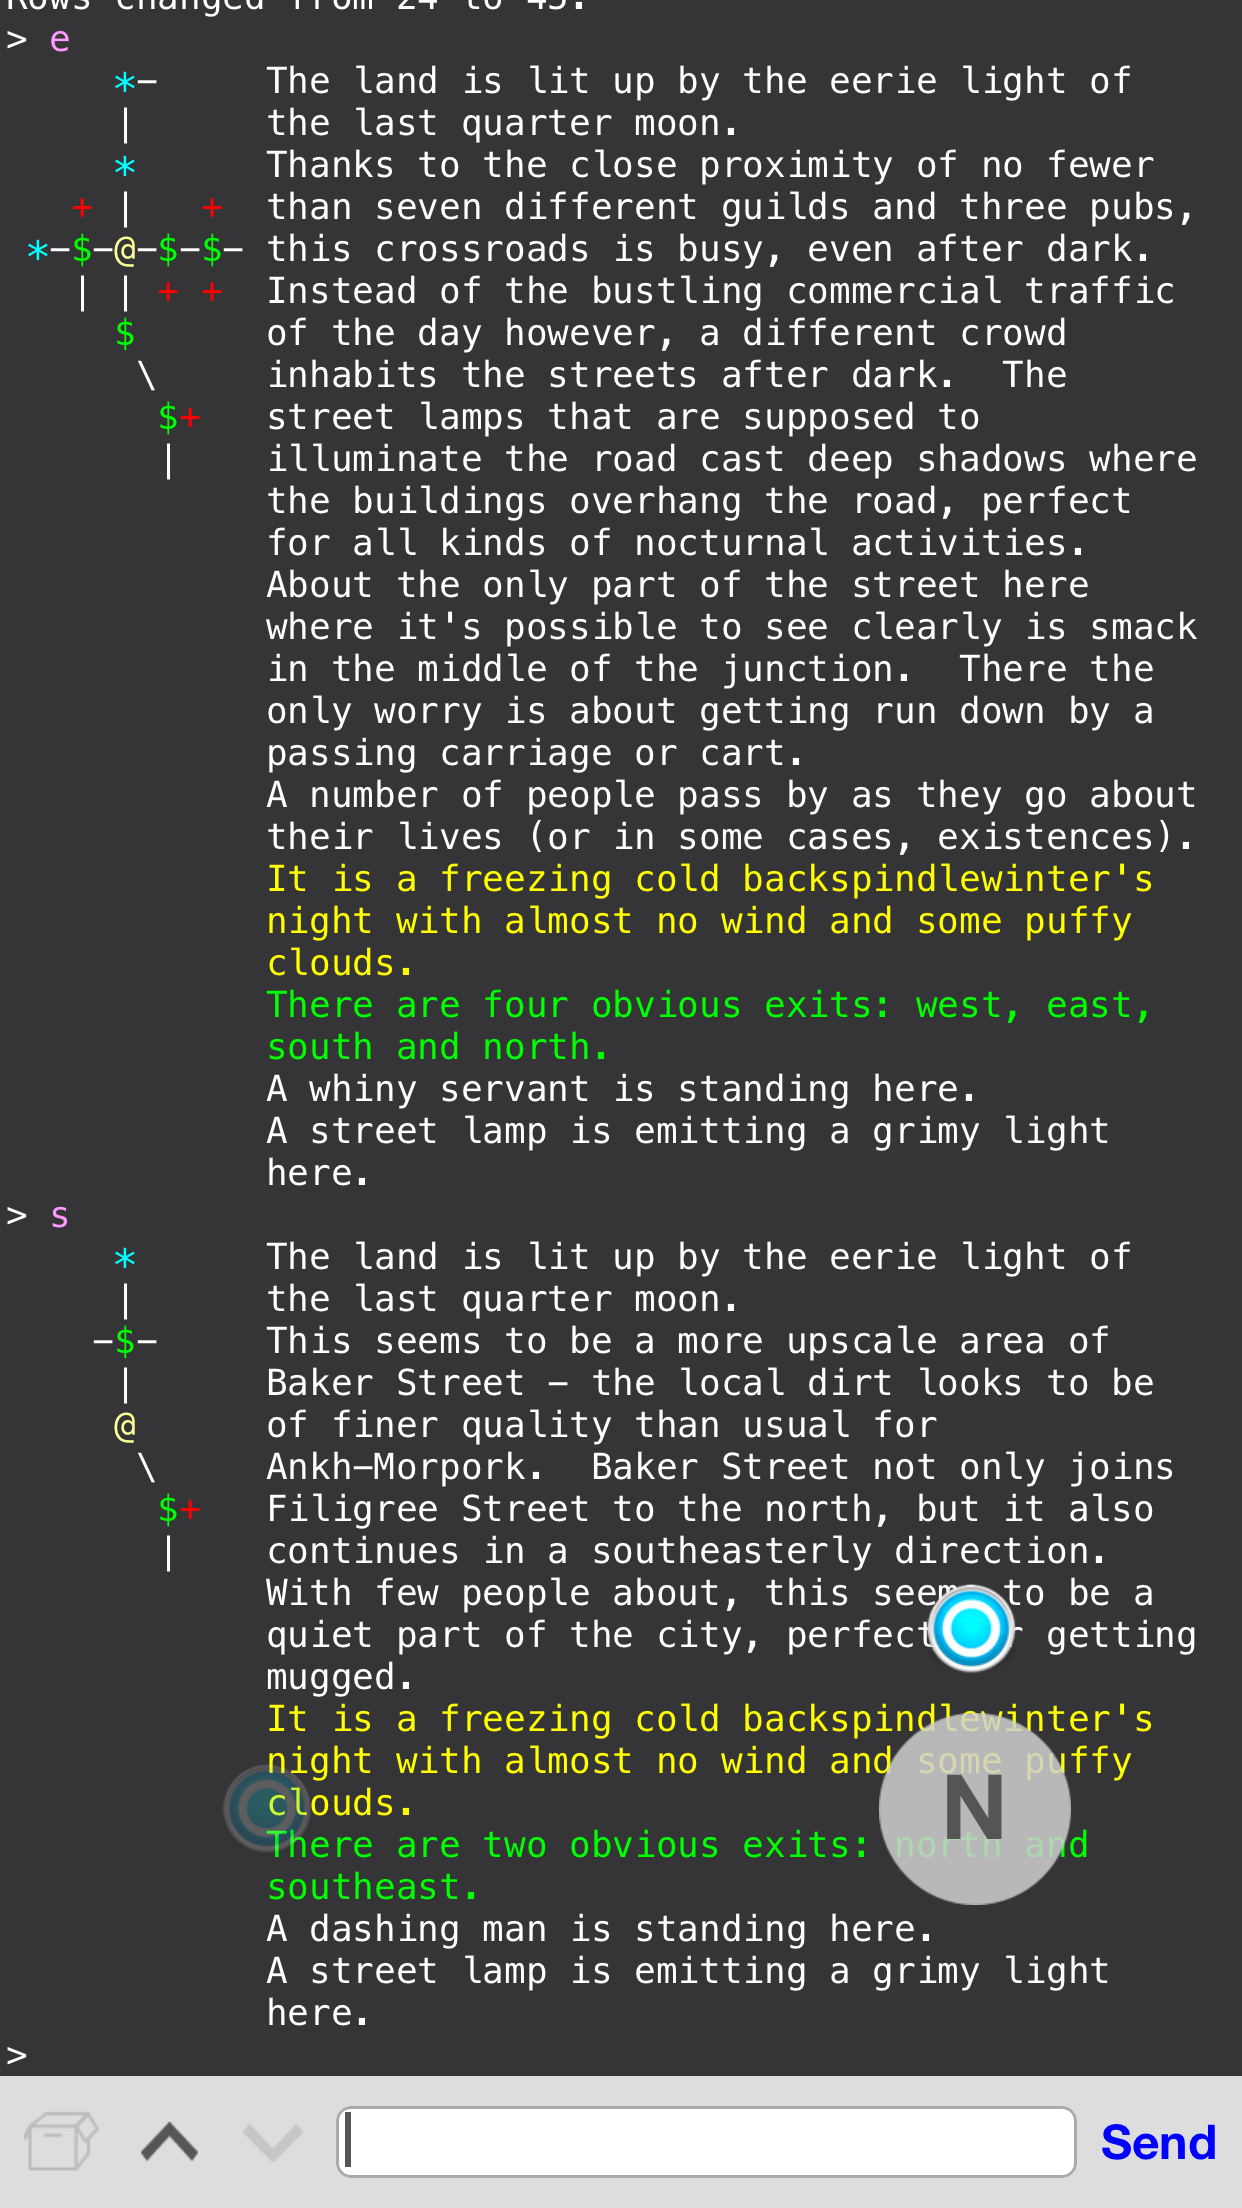 Rows changed from 24 to 45.
> e
*- The land is lit up by the eerie light of
| the last quarter moon.
* Thanks to the close proximity of no fewer
+ | + than seven different guilds and three pubs,
*-$-@-$-$- this crossroads is busy, even after dark.
| | + + Instead of the bustling commercial traffic
$ of the day however, a different crowd
\ inhabits the streets after dark.  The
$+ street lamps that are supposed to
| illuminate the road cast deep shadows where
the buildings overhang the road, perfect
for all kinds of nocturnal activities.
About the only part of the street here
where it's possible to see clearly is smack
in the middle of the junction.  There the
only worry is about getting run down by a
passing carriage or cart.
A number of people pass by as they go about
their lives (or in some cases, existences).
It is a freezing cold backspindlewinter's
night with almost no wind and some puffy
clouds.
There are four obvious exits: west, east,
south and north.
A whiny servant is standing here.
A street lamp is emitting a grimy light
here.
> s
* The land is lit up by the eerie light of
| the last quarter moon.
-$- This seems to be a more upscale area of
| Baker Street - the local dirt looks to be
@ of finer quality than usual for
\ Ankh-Morpork.  Baker Street not only joins
$+ Filigree Street to the north, but it also
| continues in a southeasterly direction.
With few people about, this seems to be a
quiet part of the city, perfect getting
mugged.
It is a freezing cold backspindlewinter's
night with almost no wind and some puffy
clouds.
There are two obvious exits: north and
southeast.
N
A dashing man is standing here.
A street lamp is emitting a grimy light
here.
>
Send